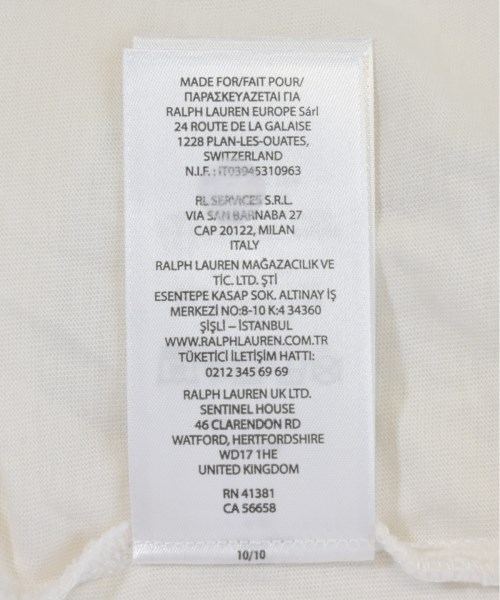 MADE FOR/FAIT POUR/
ΠΑΡΑΣΚΕΥΑΖΕΤΑΙ ΓΙΑ
RALPH LAUREN EUROPE Sárl
24 ROUTE DE LA GALAISE
1228 PLAN-LES-OUATES,
SWITZERLAND
N.I.F. : IT03945310963
RL SERVICES S.R.L.
VIA SAN BARNABA 27
CAP 20122, MILAN
ITALY
RALPH LAUREN MAĞAZACILIK VE
TİC. LTD. ŞTİ
ESENTEPE KASAP SOK. ALTINAY İŞ
MERKEZİ NO:8-10 K:4 34360
ŞİŞLİ – İSTANBUL
WWW.RALPHLAUREN.COM.TR
TÜKETİCİ İLETİŞİM HATTI:
0212 345 69 69
RALPH LAUREN UK LTD.
SENTINEL HOUSE
46 CLARENDON RD
WATFORD, HERTFORDSHIRE
WD17 1HE
UNITED KINGDOM
RN 41381
CA 56658
10/10